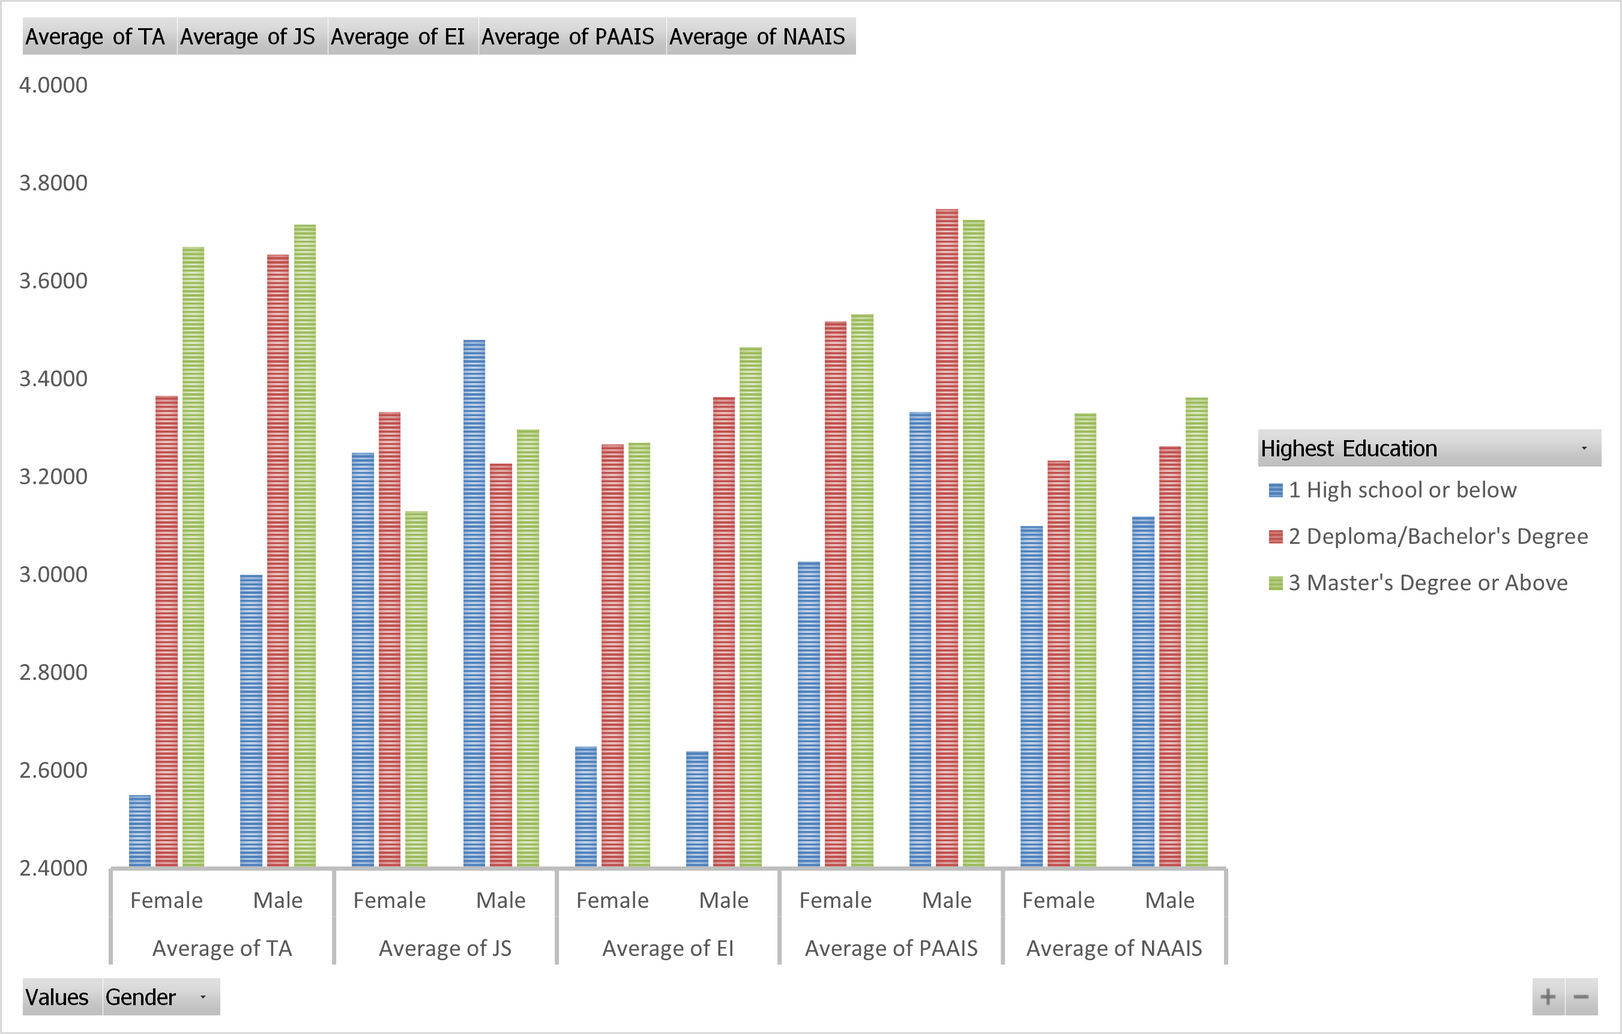 Average of TA Average of JS Average of EI Average of PAAIS Average of NAAIS
4.0000
3.8000
3.6000
3.4000
3.2000
3.0000
2.8000
2.6000
2.4000
Highest Education
1 High school or below
2 Deploma/Bachelor's Degree
3 Master's Degree or Above
Female Male Female Male Female Male Female Male Female Male
Average of TA Average of JS Average of EI Average of PAAIS Average of NAAIS
Values Gender
+ −